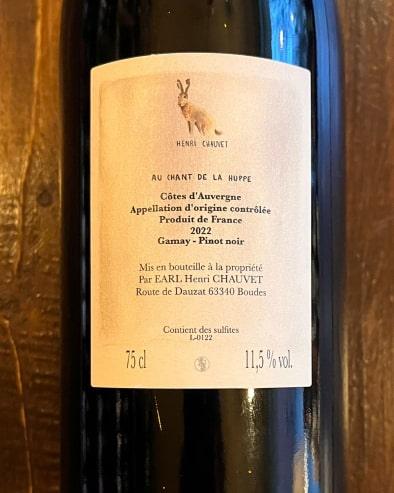 HENRI CHAUVET
AU CHANT DE LA HUPPE
Côtes d'Auvergne
Appellation d'origine contrôlée
Produit de France
2022
Gamay - Pinot noir
Mis en bouteille à la propriété
Par EARL Henri CHAUVET
Route de Dauzat 63340 Boudes
Contient des sulfites
L-0122
75 cl
11,5 % vol.